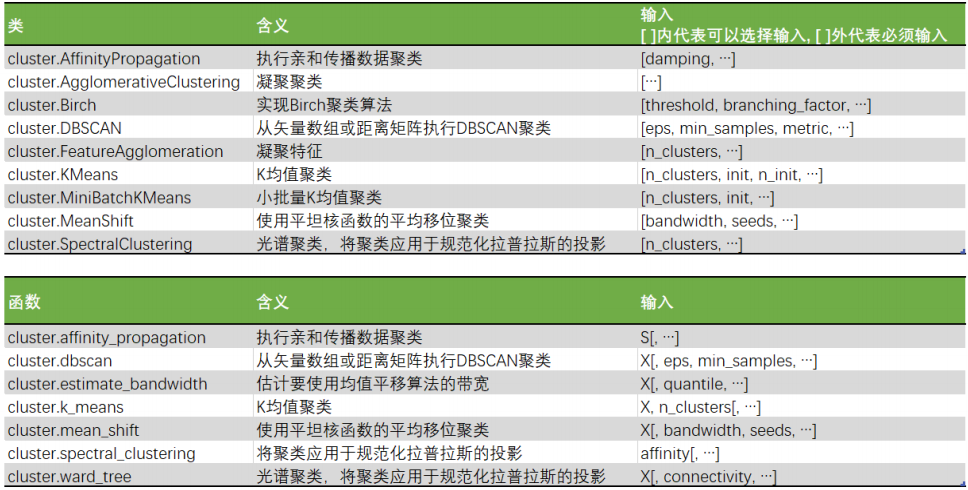 类 含义 输入
[ ]内代表可以选择输入, [ ]外代表必须输入
cluster.AffinityPropagation 执行亲和传播数据聚类 [damping, …]
cluster.AgglomerativeClustering 凝聚聚类 […]
cluster.Birch 实现Birch聚类算法 [threshold, branching_factor, …]
cluster.DBSCAN 从矢量数组或距离矩阵执行DBSCAN聚类 [eps, min_samples, metric, …]
cluster.FeatureAgglomeration 凝聚特征 [n_clusters, …]
cluster.KMeans K均值聚类 [n_clusters, init, n_init, …]
cluster.MiniBatchKMeans 小批量K均值聚类 [n_clusters, init, …]
cluster.MeanShift 使用平坦核函数的平均移位聚类 [bandwidth, seeds, …]
cluster.SpectralClustering 光谱聚类，将聚类应用于规范化拉普拉斯的投影 [n_clusters, …]
函数 含义 输入
cluster.affinity_propagation 执行亲和传播数据聚类 S[, …]
cluster.dbscan 从矢量数组或距离矩阵执行DBSCAN聚类 X[, eps, min_samples, …]
cluster.estimate_bandwidth 估计要使用均值平移算法的带宽 X[, quantile, …]
cluster.k_means K均值聚类 X, n_clusters[, …]
cluster.mean_shift 使用平坦核函数的平均移位聚类 X[, bandwidth, seeds, …]
cluster.spectral_clustering 将聚类应用于规范化拉普拉斯的投影 affinity[, …]
cluster.ward_tree 光谱聚类，将聚类应用于规范化拉普拉斯的投影 X[, connectivity, …]